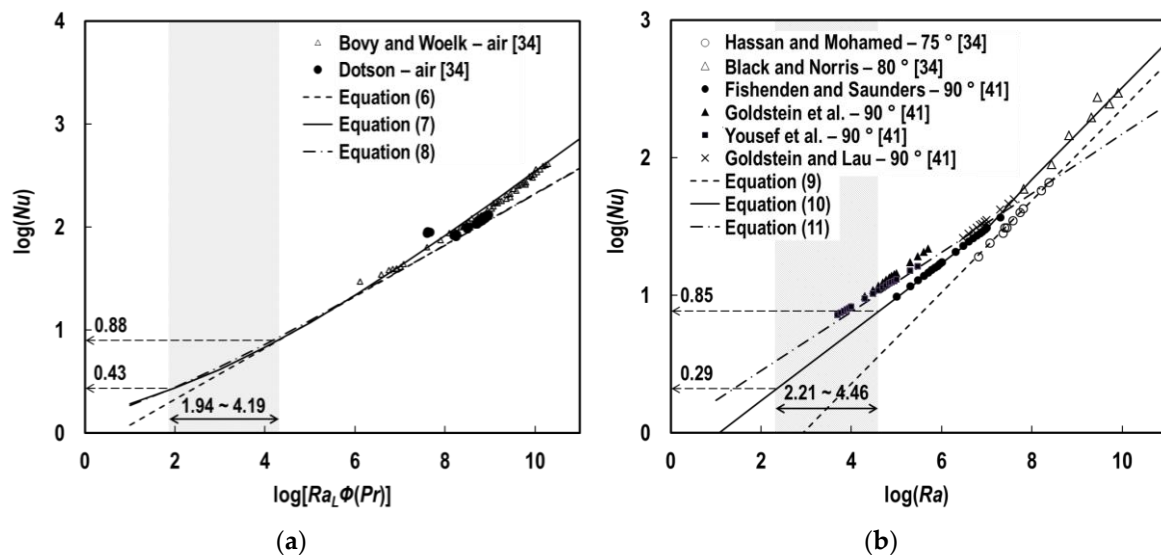 4
3
2
1
0
log(Nu)
Bovy and Woelk – air [34]
Dotson – air [34]
Equation (6)
Equation (7)
Equation (8)
0.88
0.43
1.94 ~ 4.19
0 2 4 6 8 10
log[Ra_L Φ(Pr)]
(a)
3
2
1
0
log(Nu)
Hassan and Mohamed – 75 ° [34]
Black and Norris – 80 ° [34]
Fishenden and Saunders – 90 ° [41]
Goldstein et al. – 90 ° [41]
Yousef et al. – 90 ° [41]
Goldstein and Lau – 90 ° [41]
Equation (9)
Equation (10)
Equation (11)
0.85
0.29
2.21 ~ 4.46
0 2 4 6 8 10
log(Ra)
(b)